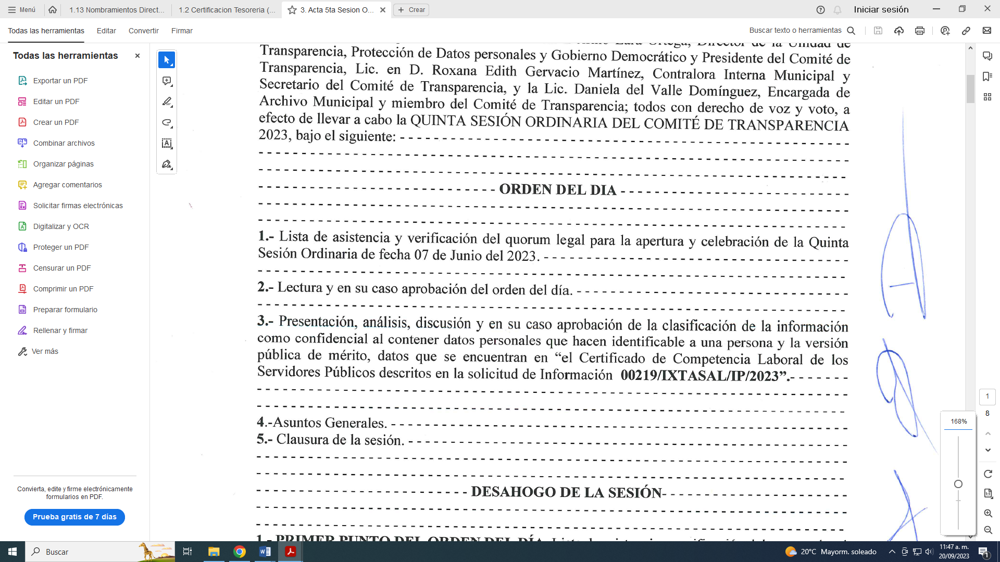 Menú
1.13 Nombramientos Direct...
1.2 Certificacion Tesoreria (...
3. Acta 5ta Sesion O...
Crear
Iniciar sesión
Todas las herramientas
Editar
Convertir
Firmar
Buscar texto o herramientas
Todas las herramientas
Exportar un PDF
Editar un PDF
Crear un PDF
Combinar archivos
Organizar páginas
Agregar comentarios
Solicitar firmas electrónicas
Digitalizar y OCR
Proteger un PDF
Censurar un PDF
Comprimir un PDF
Preparar formulario
Rellenar y firmar
Ver más
Convierta, edite y firme electrónicamente
formularios en PDF.
Prueba gratis de 7 días
Lara Ortega, Director de la Unidad de
Transparencia, Protección de Datos personales y Gobierno Democrático y Presidente del Comité de
Transparencia, Lic. en D. Roxana Edith Gervacio Martínez, Contralora Interna Municipal y
Secretario del Comité de Transparencia, y la Lic. Daniela del Valle Domínguez, Encargada de
Archivo Municipal y miembro del Comité de Transparencia; todos con derecho de voz y voto, a
efecto de llevar a cabo la QUINTA SESIÓN ORDINARIA DEL COMITÉ DE TRANSPARENCIA
2023, bajo el siguiente:
ORDEN DEL DIA
1.- Lista de asistencia y verificación del quorum legal para la apertura y celebración de la Quinta
Sesión Ordinaria de fecha 07 de Junio del 2023.
2.- Lectura y en su caso aprobación del orden del día.
3.- Presentación, análisis, discusión y en su caso aprobación de la clasificación de la información
como confidencial al contener datos personales que hacen identificable a una persona y la versión
pública de mérito, datos que se encuentran en “el Certificado de Competencia Laboral de los
Servidores Públicos descritos en la solicitud de Información 00219/IXTASAL/IP/2023”.-
4.-Asuntos Generales.
5.- Clausura de la sesión.
DESAHOGO DE LA SESIÓN-
1.- PRIMER PUNTO DEL ORDEN DEL DÍA.
1
8
168%
Buscar
20°C Mayorm. soleado
11:47 a. m.
20/09/2023
1